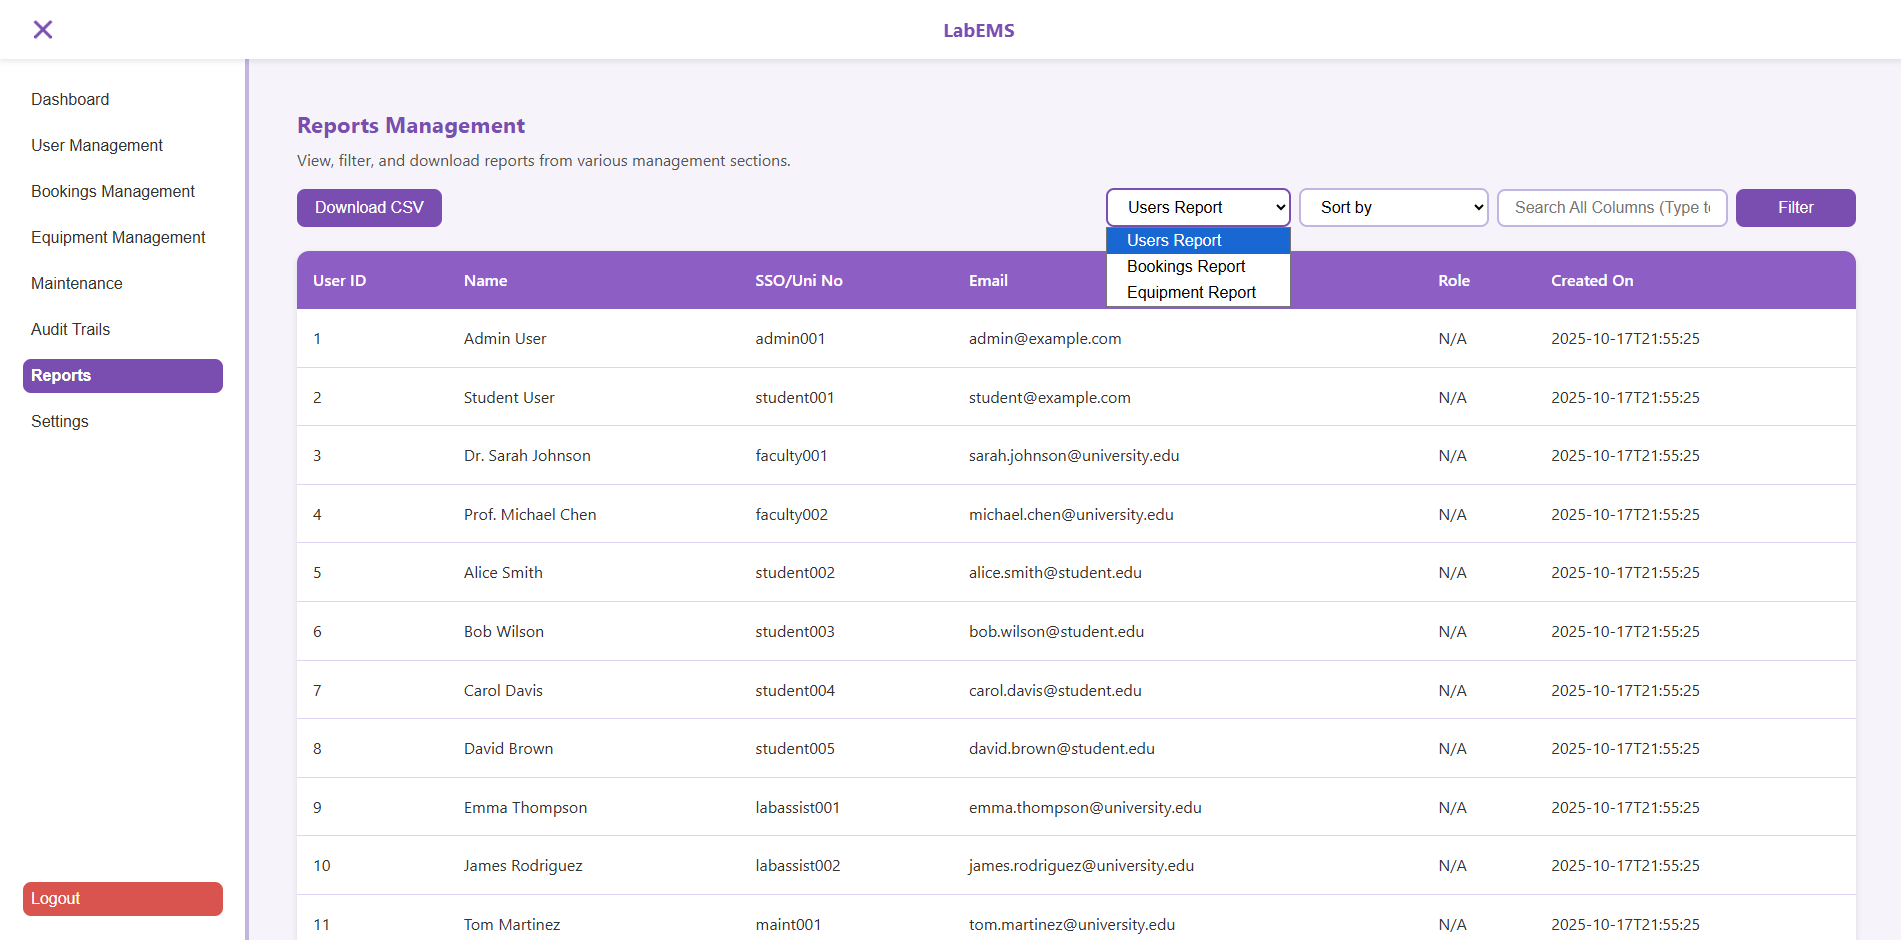 LabEMS
Dashboard
User Management
Bookings Management
Equipment Management
Maintenance
Audit Trails
Reports
Settings
Logout
Reports Management
View, filter, and download reports from various management sections.
Download CSV
Users Report
Sort by
Search All Columns (Type t
Filter
Users Report
Bookings Report
Equipment Report
User ID Name SSO/Uni No Email Role Created On
1 Admin User admin001 admin@example.com N/A 2025-10-17T21:55:25
2 Student User student001 student@example.com N/A 2025-10-17T21:55:25
3 Dr. Sarah Johnson faculty001 sarah.johnson@university.edu N/A 2025-10-17T21:55:25
4 Prof. Michael Chen faculty002 michael.chen@university.edu N/A 2025-10-17T21:55:25
5 Alice Smith student002 alice.smith@student.edu N/A 2025-10-17T21:55:25
6 Bob Wilson student003 bob.wilson@student.edu N/A 2025-10-17T21:55:25
7 Carol Davis student004 carol.davis@student.edu N/A 2025-10-17T21:55:25
8 David Brown student005 david.brown@student.edu N/A 2025-10-17T21:55:25
9 Emma Thompson labassist001 emma.thompson@university.edu N/A 2025-10-17T21:55:25
10 James Rodriguez labassist002 james.rodriguez@university.edu N/A 2025-10-17T21:55:25
11 Tom Martinez maint001 tom.martinez@university.edu N/A 2025-10-17T21:55:25